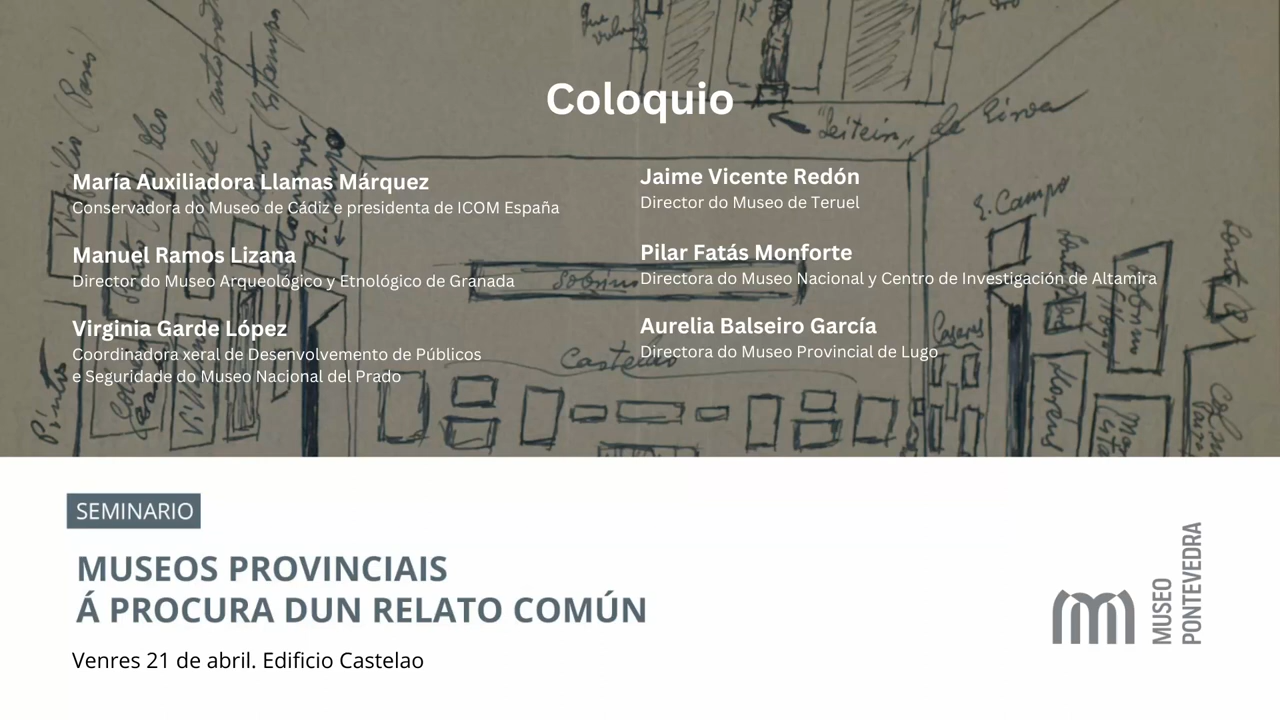 Coloquio
María Auxiliadora Llamas Márquez
Conservadora do Museo de Cádiz e presidenta de ICOM España
Manuel Ramos Lizana
Director do Museo Arqueológico y Etnológico de Granada
Virginia Garde López
Coordinadora xeral de Desenvolvemento de Públicos
e Seguridade do Museo Nacional del Prado
Jaime Vicente Redón
Director do Museo de Teruel
Pilar Fatás Monforte
Directora do Museo Nacional y Centro de Investigación de Altamira
Aurelia Balseiro García
Directora do Museo Provincial de Lugo
E. Campo
Sobrino
Castelao
SEMINARIO
MUSEOS PROVINCIAIS
Á PROCURA DUN RELATO COMÚN
Venres 21 de abril. Edificio Castelao
MUSEO
PONTEVEDRA